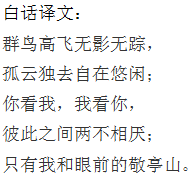 白话译文：
群鸟高飞无影无踪，
孤云独去自在悠闲；
你看我，我看你，
彼此之间两不相厌；
只有我和眼前的敬亭山。